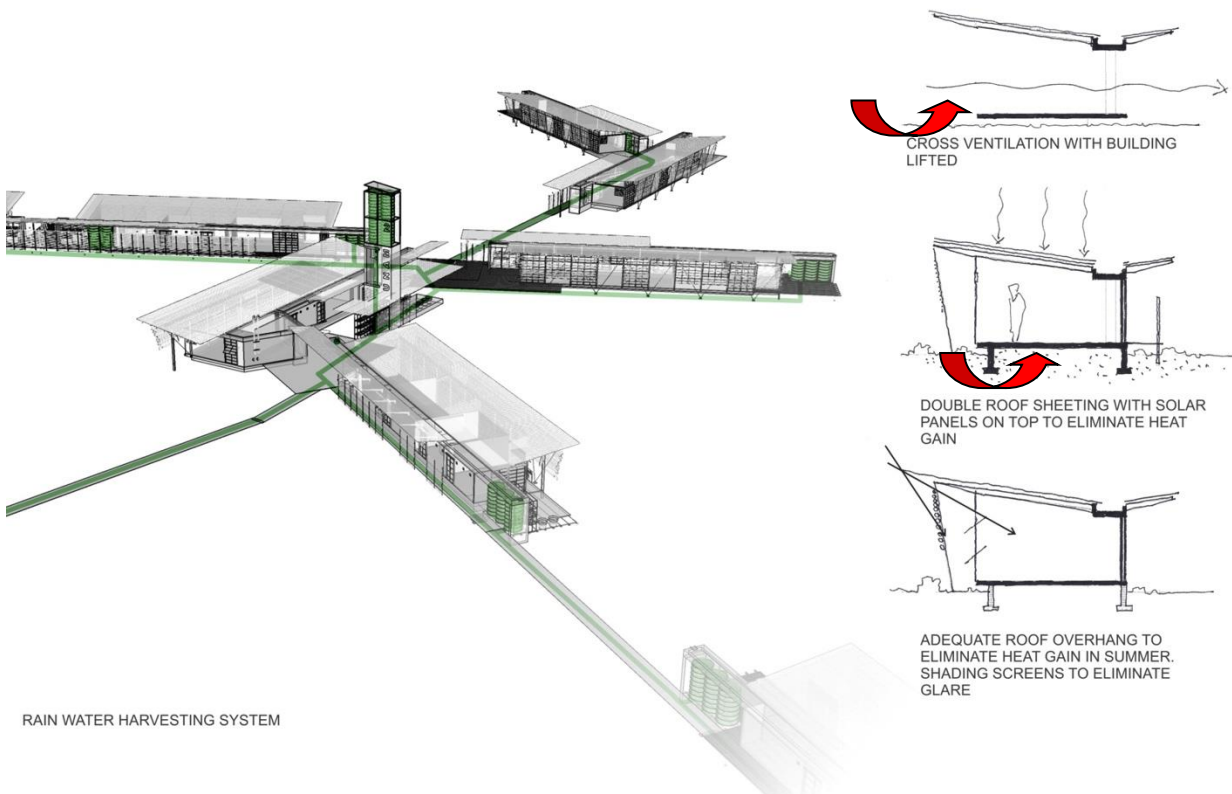 CROSS VENTILATION WITH BUILDING
LIFTED
DOUBLE ROOF SHEETING WITH SOLAR
PANELS ON TOP TO ELIMINATE HEAT
GAIN
ADEQUATE ROOF OVERHANG TO
ELIMINATE HEAT GAIN IN SUMMER.
SHADING SCREENS TO ELIMINATE
GLARE
RAIN WATER HARVESTING SYSTEM